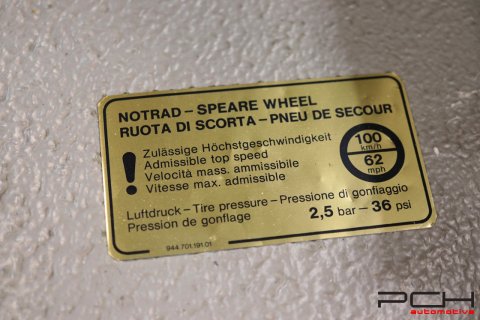 NOTRAD – SPEARE WHEEL
RUOTA DI SCORTA – PNEU DE SECOUR
! Zulässige Höchstgeschwindigkeit
Admissible top speed
Velocità mass. ammissibile
Vitesse max. admissible
100
km/h
62
mph
Luftdruck – Tire pressure – Pressione di gonfiaggio
Pression de gonflage 2,5 bar – 36 psi
944.701.191.01
PCH
automotive